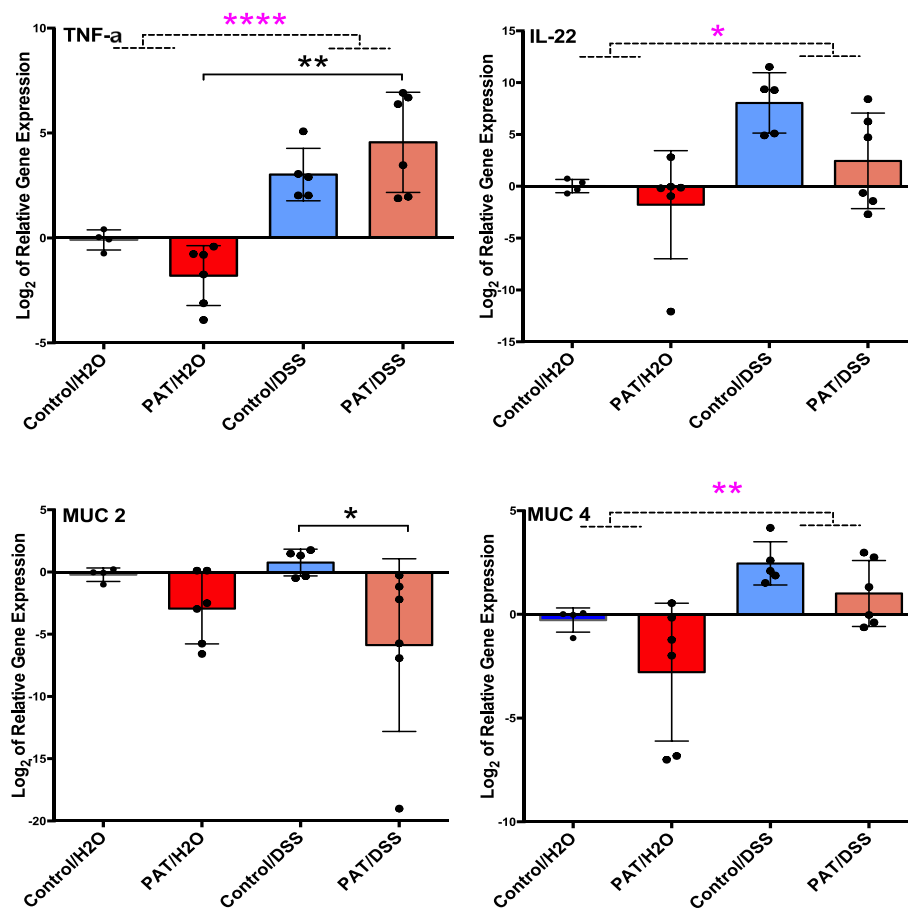 TNF-a
****
**
Log2 of Relative Gene Expression
10
5
0
-5
Control/H2O
PAT/H2O
Control/DSS
PAT/DSS
IL-22
*
Log2 of Relative Gene Expression
15
10
5
0
-5
-10
-15
Control/H2O
PAT/H2O
Control/DSS
PAT/DSS
MUC 2
*
Log2 of Relative Gene Expression
5
0
-5
-10
-15
-20
Control/H2O
PAT/H2O
Control/DSS
PAT/DSS
MUC 4
**
Log2 of Relative Gene Expression
5
0
-5
-10
Control/H2O
PAT/H2O
Control/DSS
PAT/DSS